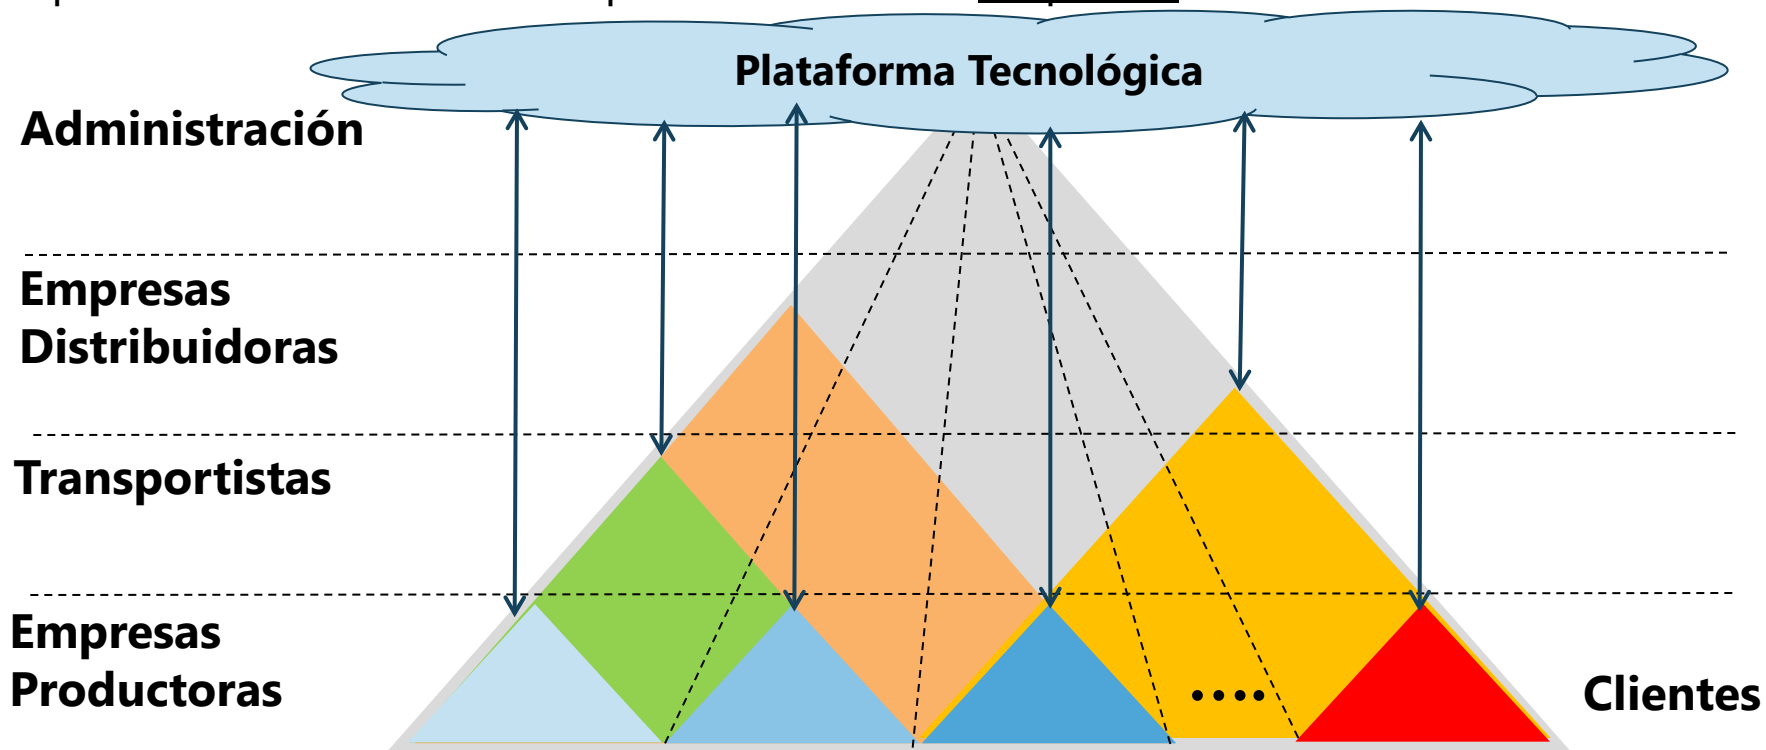 Plataforma Tecnológica
Administración
Empresas
Distribuidoras
Transportistas
Empresas
Productoras
....
Clientes